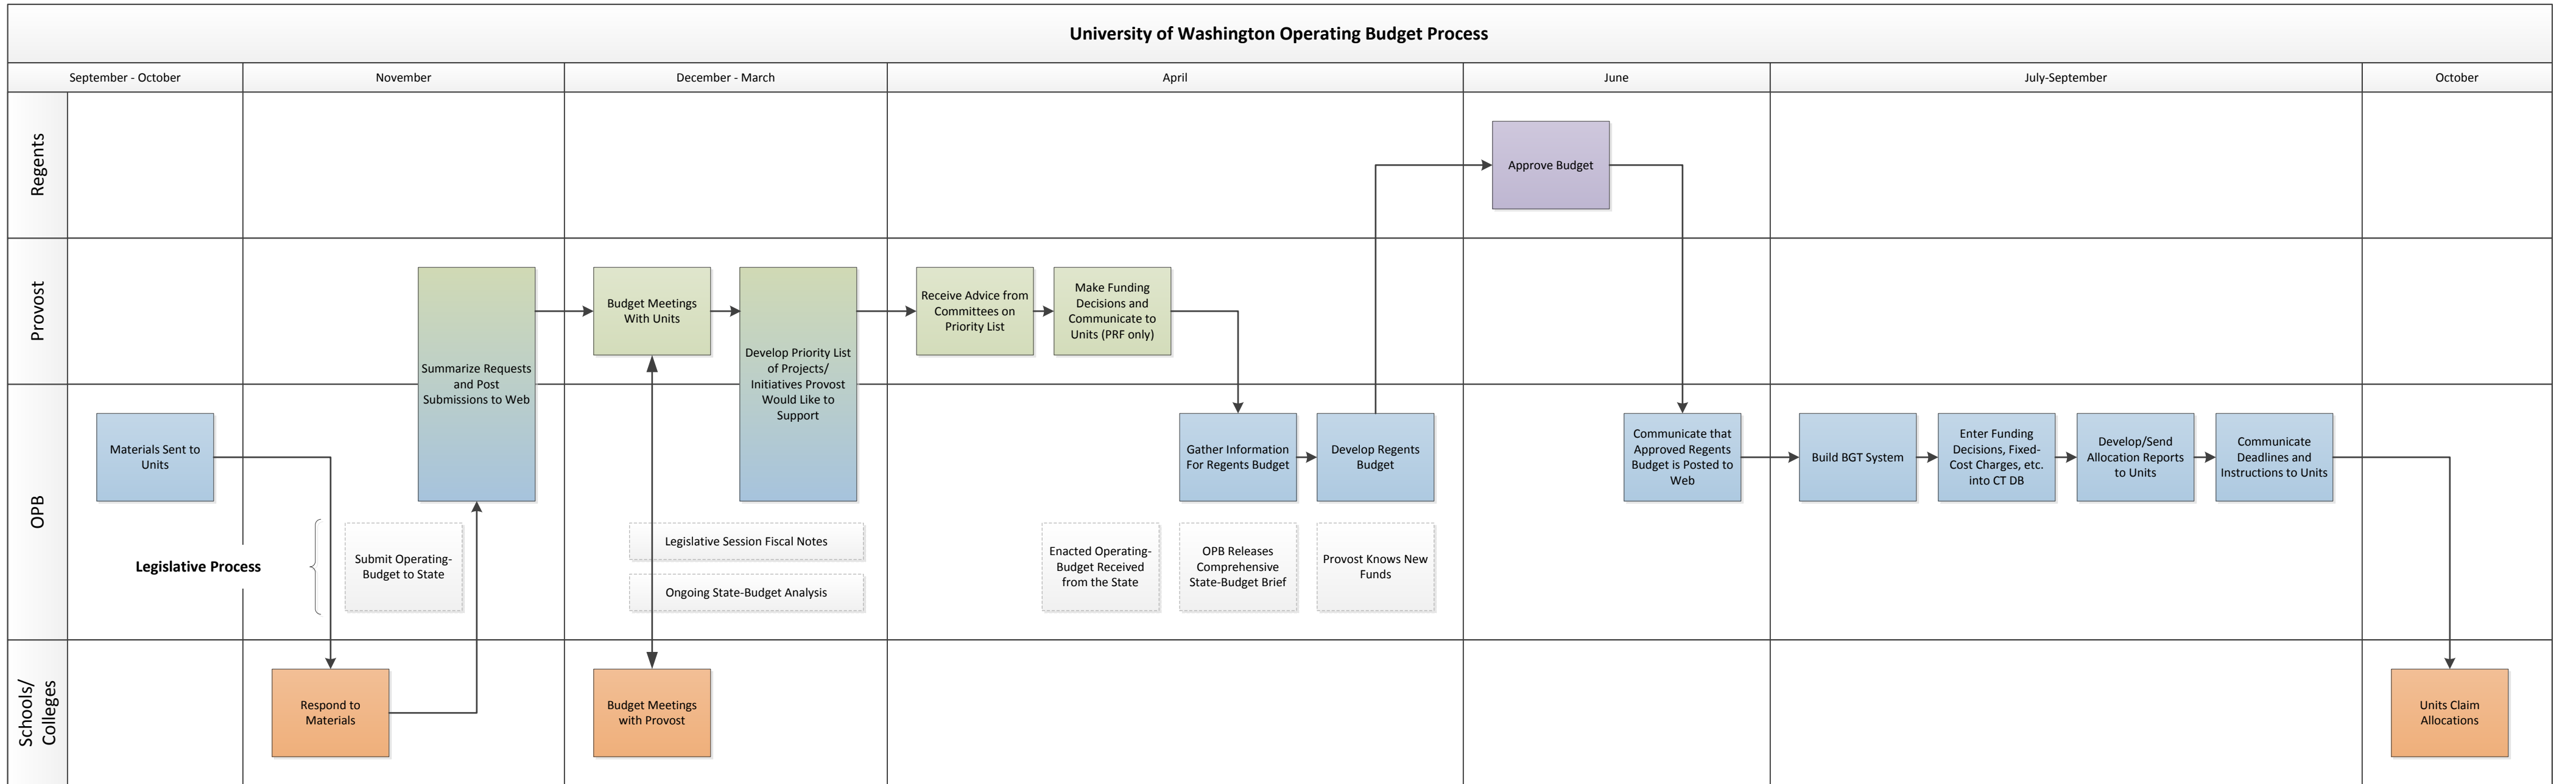 University of Washington Operating Budget Process
September - October
November
December - March
April
June
July-September
October
Regents
Approve Budget
Provost
Summarize Requests
and Post
Submissions to Web
Budget Meetings
With Units
Develop Priority List
of Projects/
Initiatives Provost
Would Like to
Support
Receive Advice from
Committees on
Priority List
Make Funding
Decisions and
Communicate to
Units (PRF only)
OPB
Materials Sent to
Units
Gather Information
For Regents Budget
Develop Regents
Budget
Communicate that
Approved Regents
Budget is Posted to
Web
Build BGT System
Enter Funding
Decisions, Fixed-
Cost Charges, etc.
into CT DB
Develop/Send
Allocation Reports
to Units
Communicate
Deadlines and
Instructions to Units
Legislative Process
Submit Operating-
Budget to State
Legislative Session Fiscal Notes
Ongoing State-Budget Analysis
Enacted Operating-
Budget Received
from the State
OPB Releases
Comprehensive
State-Budget Brief
Provost Knows New
Funds
Schools/
Colleges
Respond to
Materials
Budget Meetings
with Provost
Units Claim
Allocations